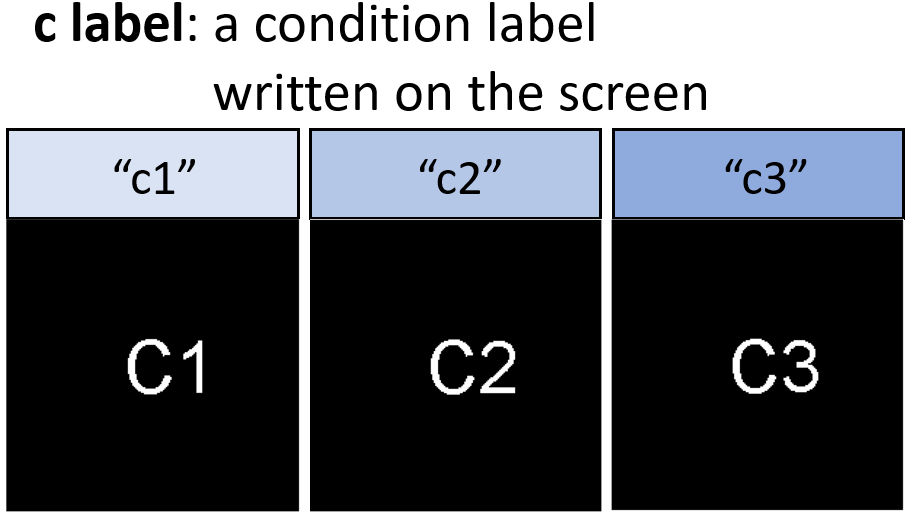 c label: a condition label
written on the screen
“c1” “c2” “c3”
C1 C2 C3